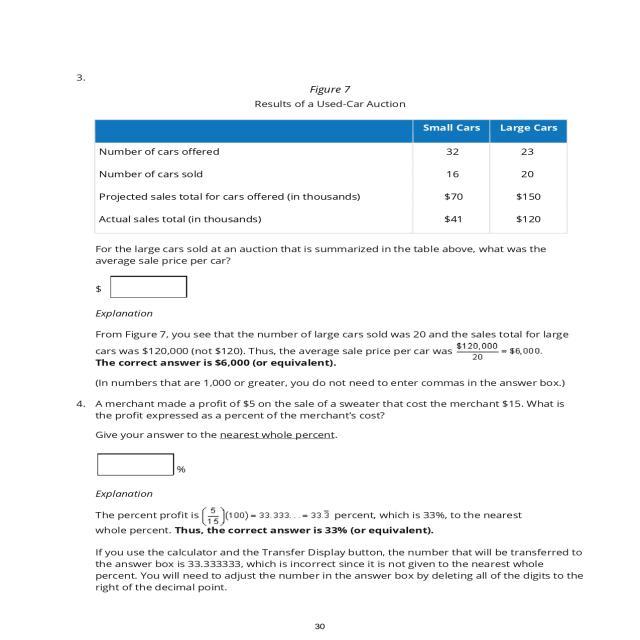 3.
Figure 7
Results of a Used-Car Auction
Small Cars Large Cars
Number of cars offered 32 23
Number of cars sold 16 20
Projected sales total for cars offered (in thousands) $70 $150
Actual sales total (in thousands) $41 $120
For the large cars sold at an auction that is summarized in the table above, what was the
average sale price per car?
$
Explanation
From Figure 7, you see that the number of large cars sold was 20 and the sales total for large
cars was $120,000 (not $120). Thus, the average sale price per car was $120,000/20 = $6,000.
The correct answer is $6,000 (or equivalent).
(In numbers that are 1,000 or greater, you do not need to enter commas in the answer box.)
4. A merchant made a profit of $5 on the sale of a sweater that cost the merchant $15. What is
the profit expressed as a percent of the merchant's cost?
Give your answer to the nearest whole percent.
%
Explanation
The percent profit is (5/15)(100) = 33.333... = 33.3̅ percent, which is 33%, to the nearest
whole percent. Thus, the correct answer is 33% (or equivalent).
If you use the calculator and the Transfer Display button, the number that will be transferred to
the answer box is 33.333333, which is incorrect since it is not given to the nearest whole
percent. You will need to adjust the number in the answer box by deleting all of the digits to the
right of the decimal point.
30